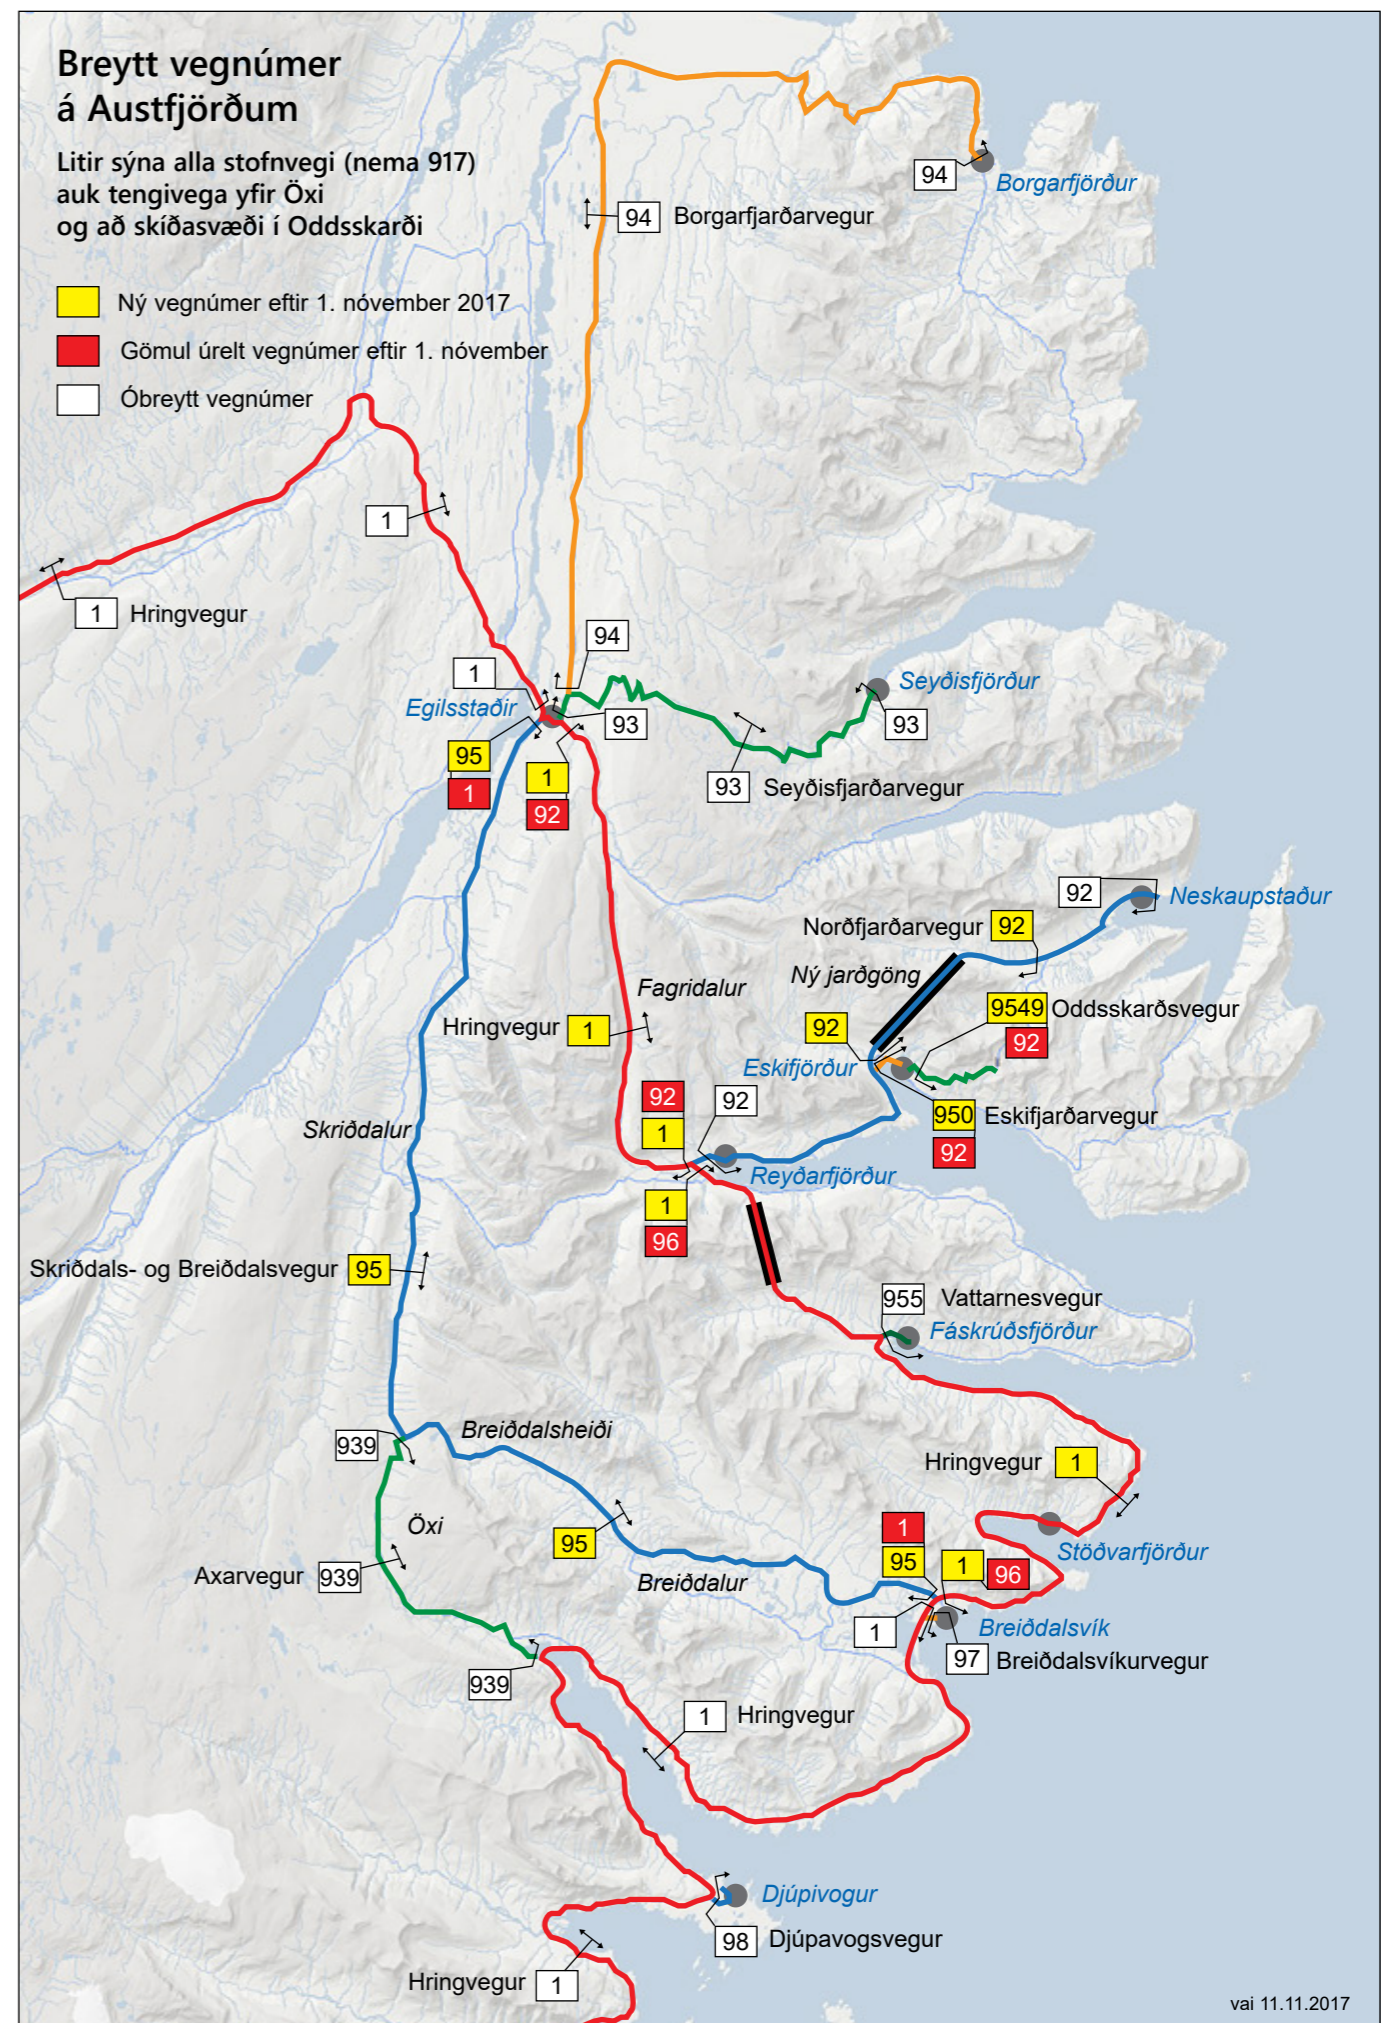 Breytt vegnúmer
á Austfjörðum
Litir sýna alla stofnvegi (nema 917)
auk tengivega yfir Öxi
og að skíðasvæði í Oddsskarði
Ný vegnúmer eftir 1. nóvember 2017
Gömul úrelt vegnúmer eftir 1. nóvember
Óbreytt vegnúmer
94
Borgarfjörður
94 Borgarfjarðarvegur
1
1 Hringvegur
94
1
Egilsstaðir
93
Seyðisfjörður
93
95
1
1
92
93 Seyðisfjarðarvegur
92
Neskaupstaður
Norðfjarðarvegur 92
Ný jarðgöng
Fagridalur
Hringvegur 1
92
9549 Oddsskarðsvegur
92
Eskifjörður
950 Eskifjarðarvegur
92
92
1
92
Skriðdalur
Reyðarfjörður
1
96
Skriðdals- og Breiðdalsvegur 95
955 Vattarnesvegur
Fáskrúðsfjörður
939
Breiðdalsheiði
Hringvegur 1
Öxi
95
1
95
1
96
Stöðvarfjörður
Axarvegur 939
Breiðdalur
1
Breiðdalsvík
97 Breiðdalsvíkurvegur
939
1 Hringvegur
Djúpivogur
98 Djúpavogsvegur
Hringvegur 1
vai 11.11.2017